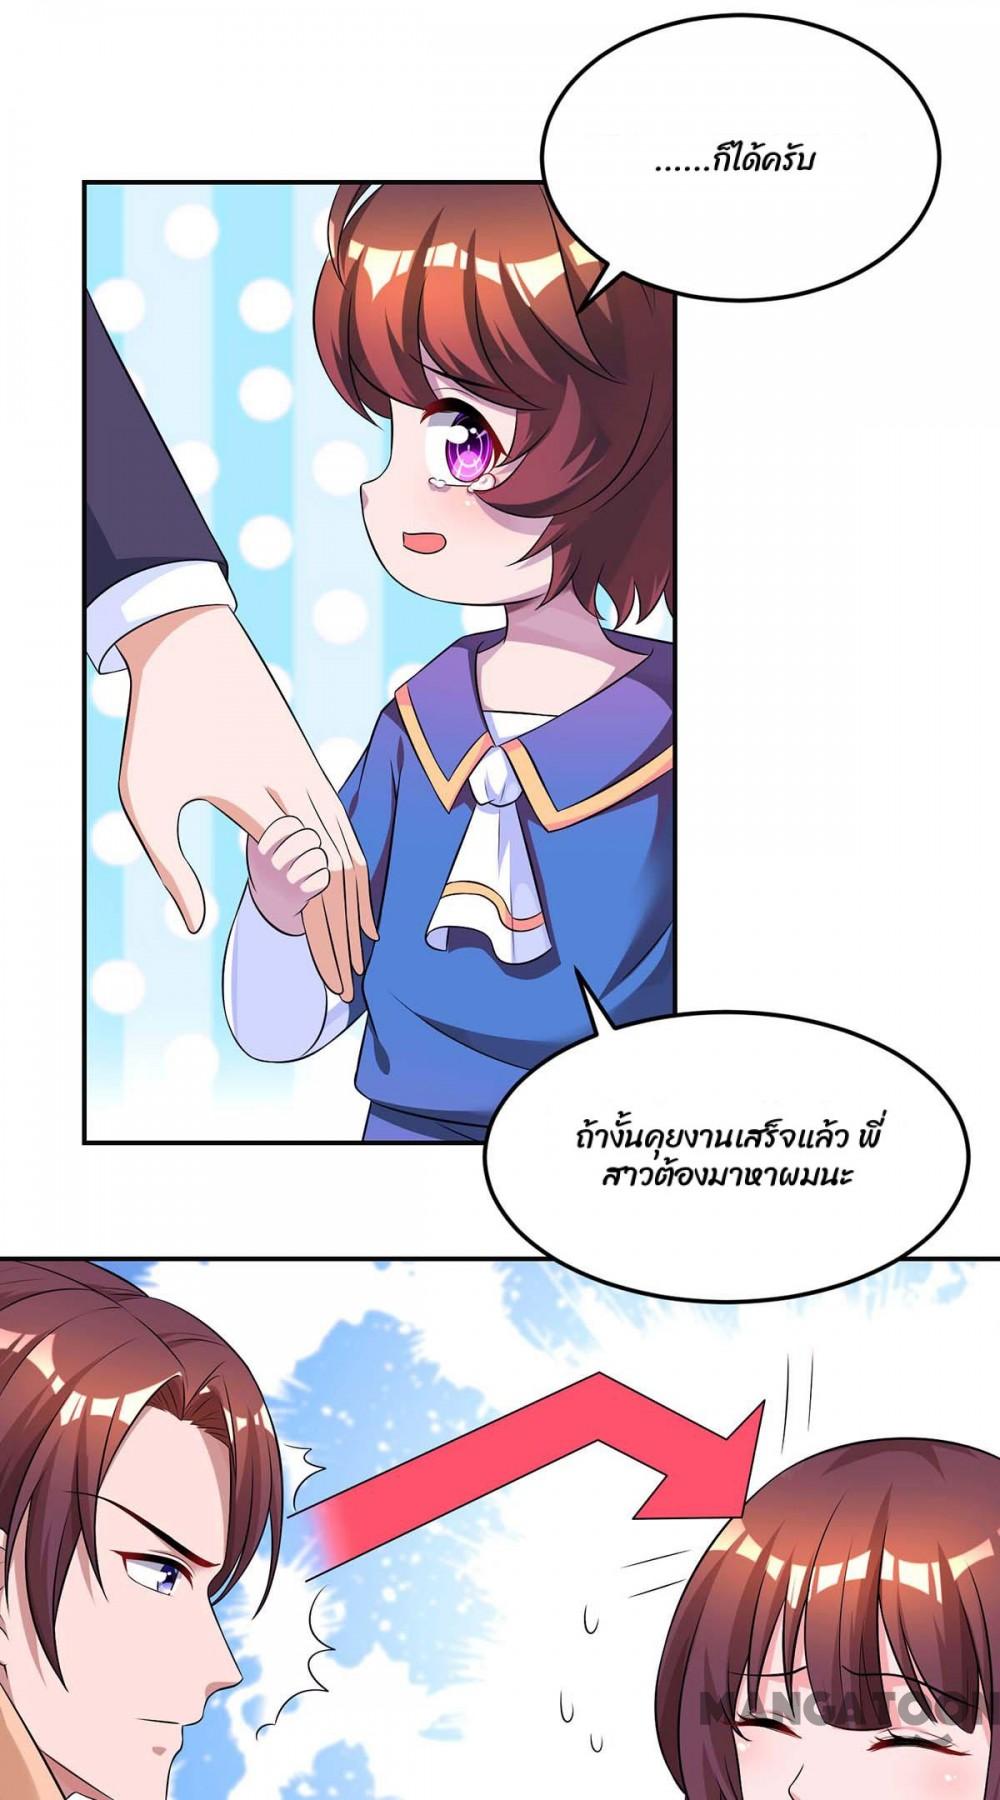 ......ก็ได้ครับ
ถ้างั้นคุยงานเสร็จแล้ว พี่
สาวต้องมาหาผมนะ
MANGATOON